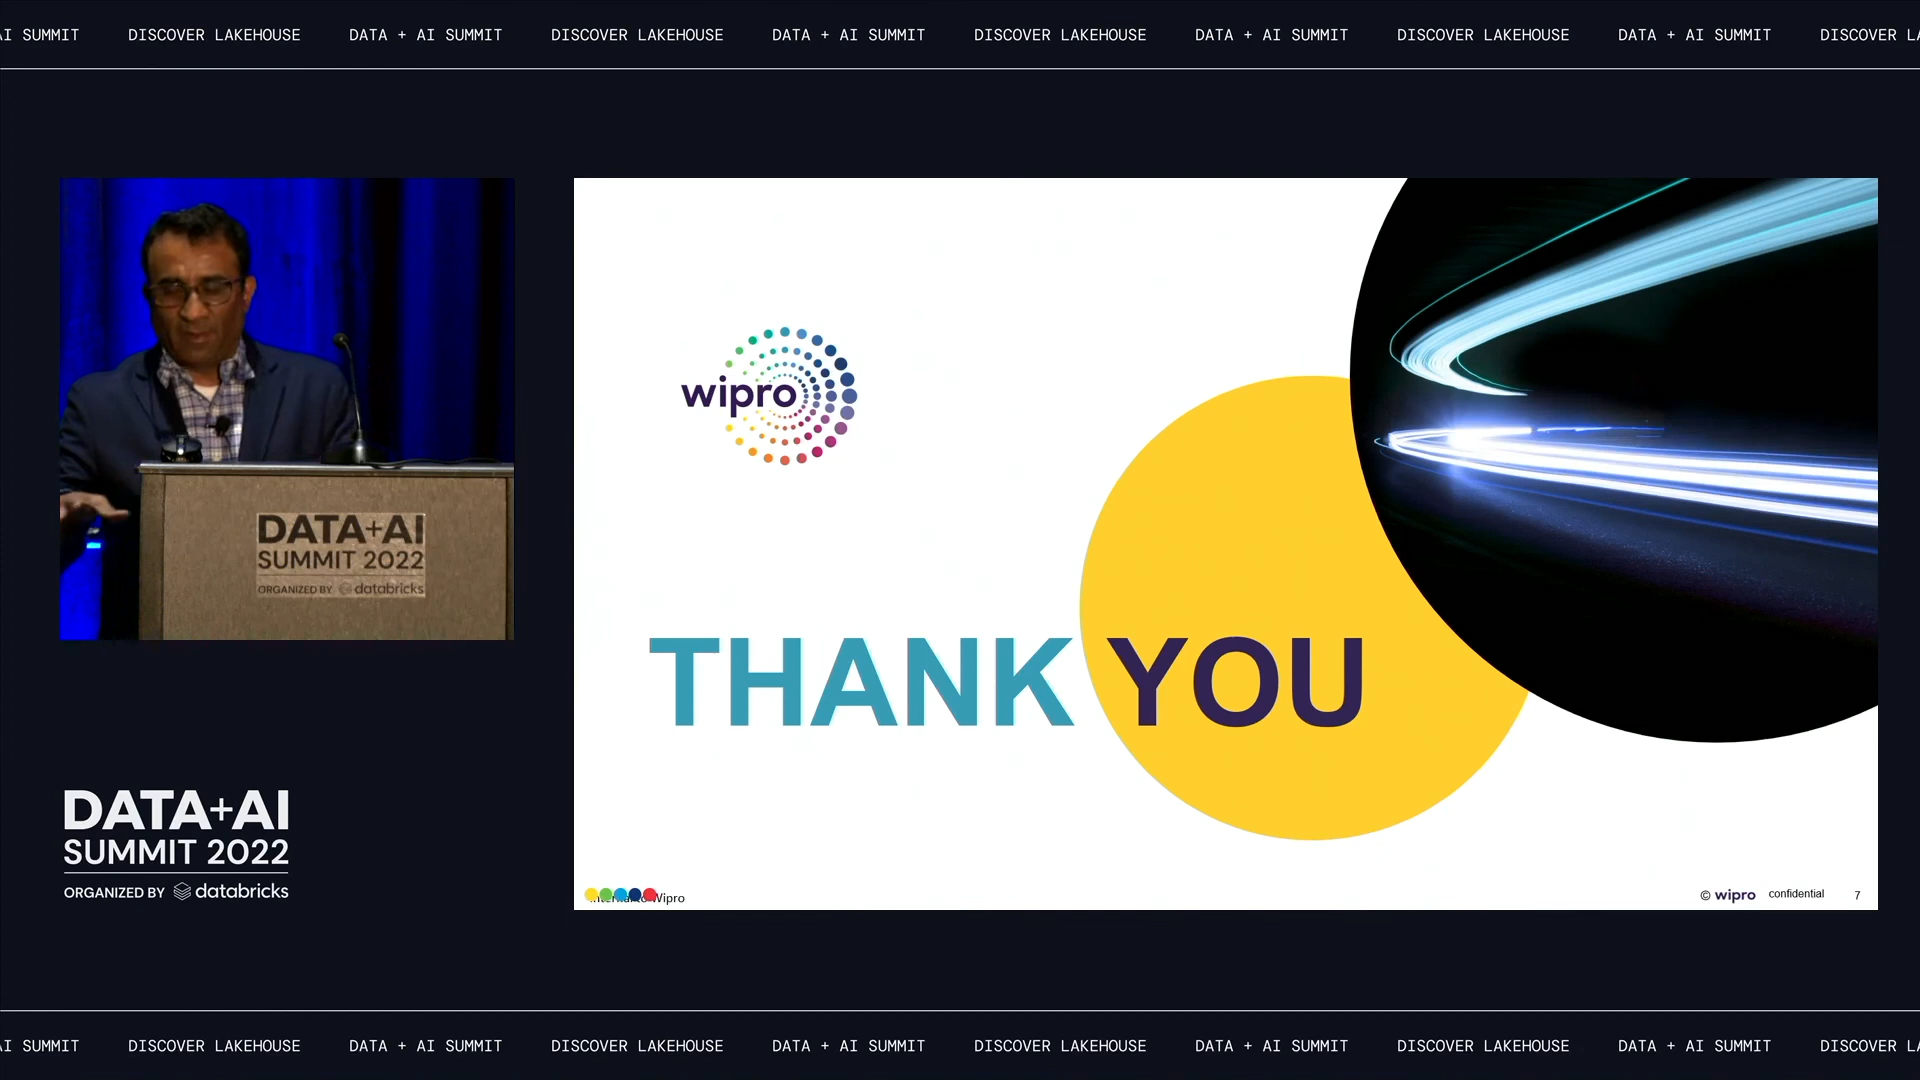 AI SUMMIT DISCOVER LAKEHOUSE DATA + AI SUMMIT DISCOVER LAKEHOUSE DATA + AI SUMMIT DISCOVER LAKEHOUSE DATA + AI SUMMIT DISCOVER LAKEHOUSE DATA + AI SUMMIT DISCOVER LA
wipro
THANK YOU
Wipro
© wipro confidential 7
DATA+AI
SUMMIT 2022
ORGANIZED BY databricks
DATA+AI
SUMMIT 2022
ORGANIZED BY databricks
AI SUMMIT DISCOVER LAKEHOUSE DATA + AI SUMMIT DISCOVER LAKEHOUSE DATA + AI SUMMIT DISCOVER LAKEHOUSE DATA + AI SUMMIT DISCOVER LAKEHOUSE DATA + AI SUMMIT DISCOVER LA